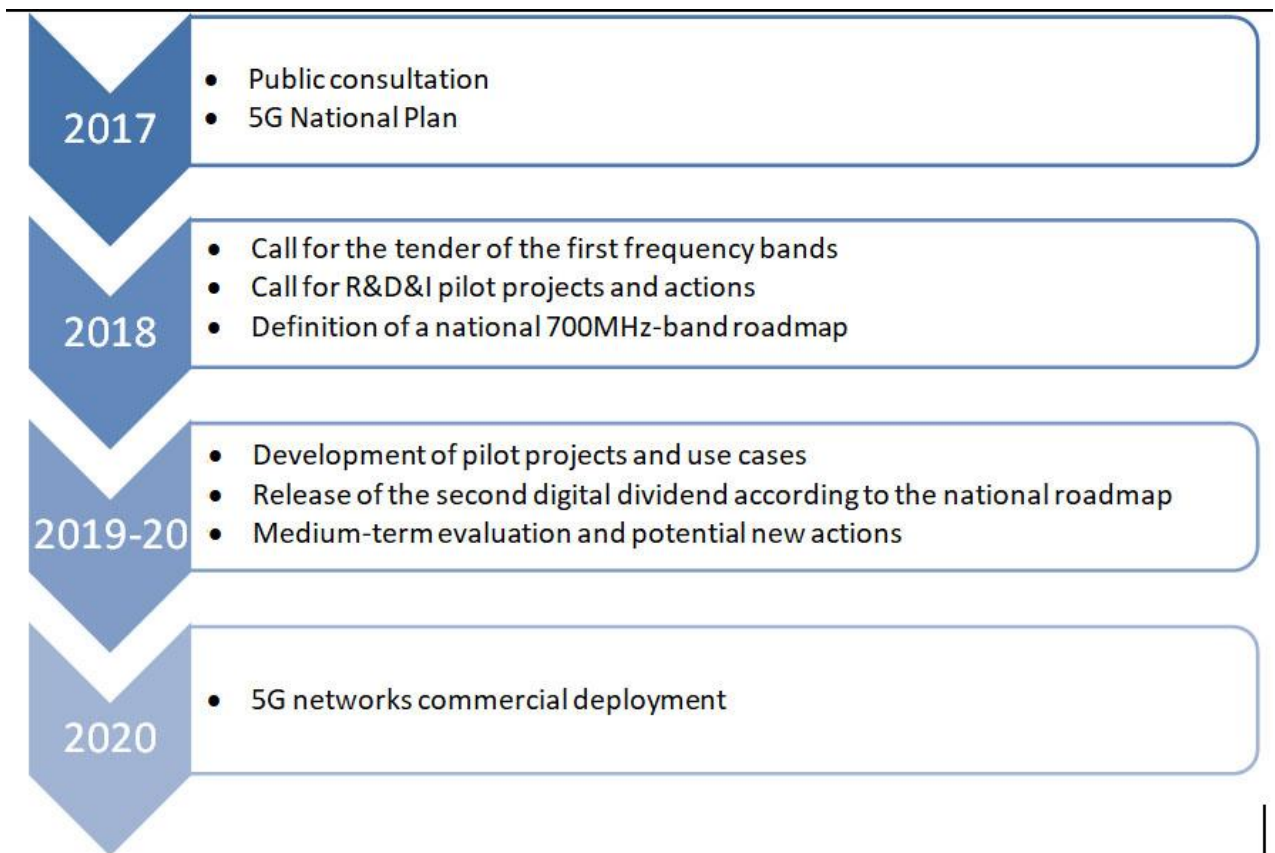 2017
• Public consultation
• 5G National Plan
2018
• Call for the tender of the first frequency bands
• Call for R&D&I pilot projects and actions
• Definition of a national 700MHz-band roadmap
2019-20
• Development of pilot projects and use cases
• Release of the second digital dividend according to the national roadmap
• Medium-term evaluation and potential new actions
2020
• 5G networks commercial deployment